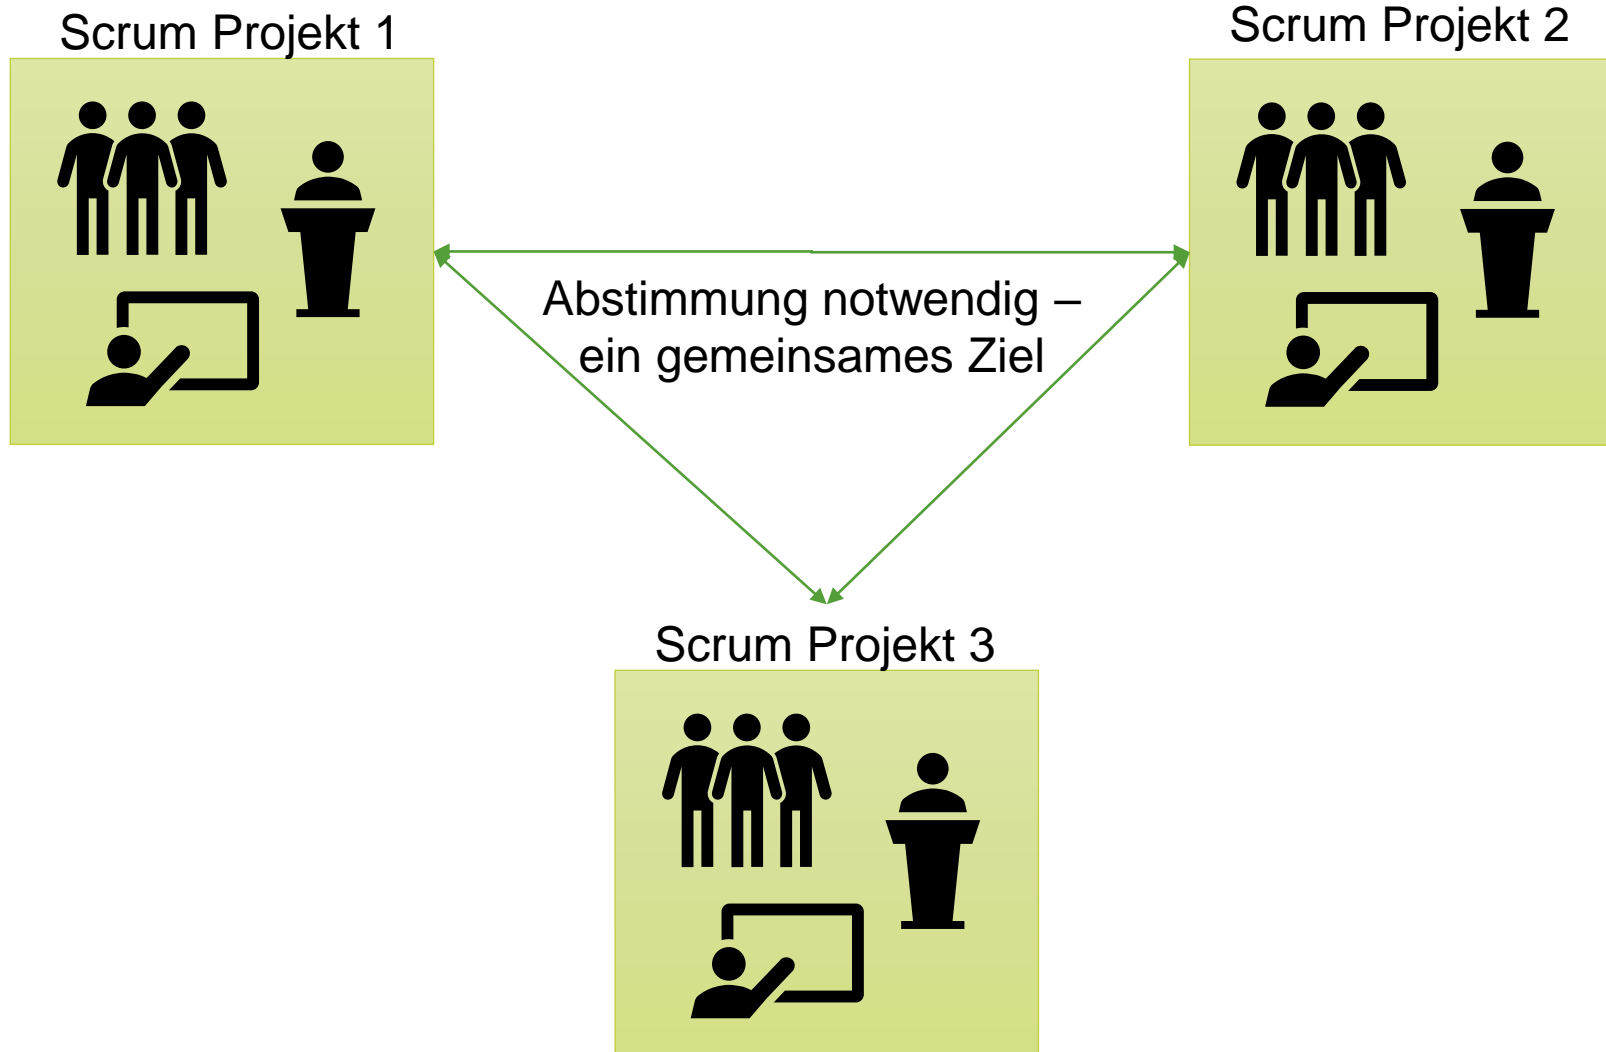 Scrum Projekt 1
Scrum Projekt 2
Abstimmung notwendig –
ein gemeinsames Ziel
Scrum Projekt 3